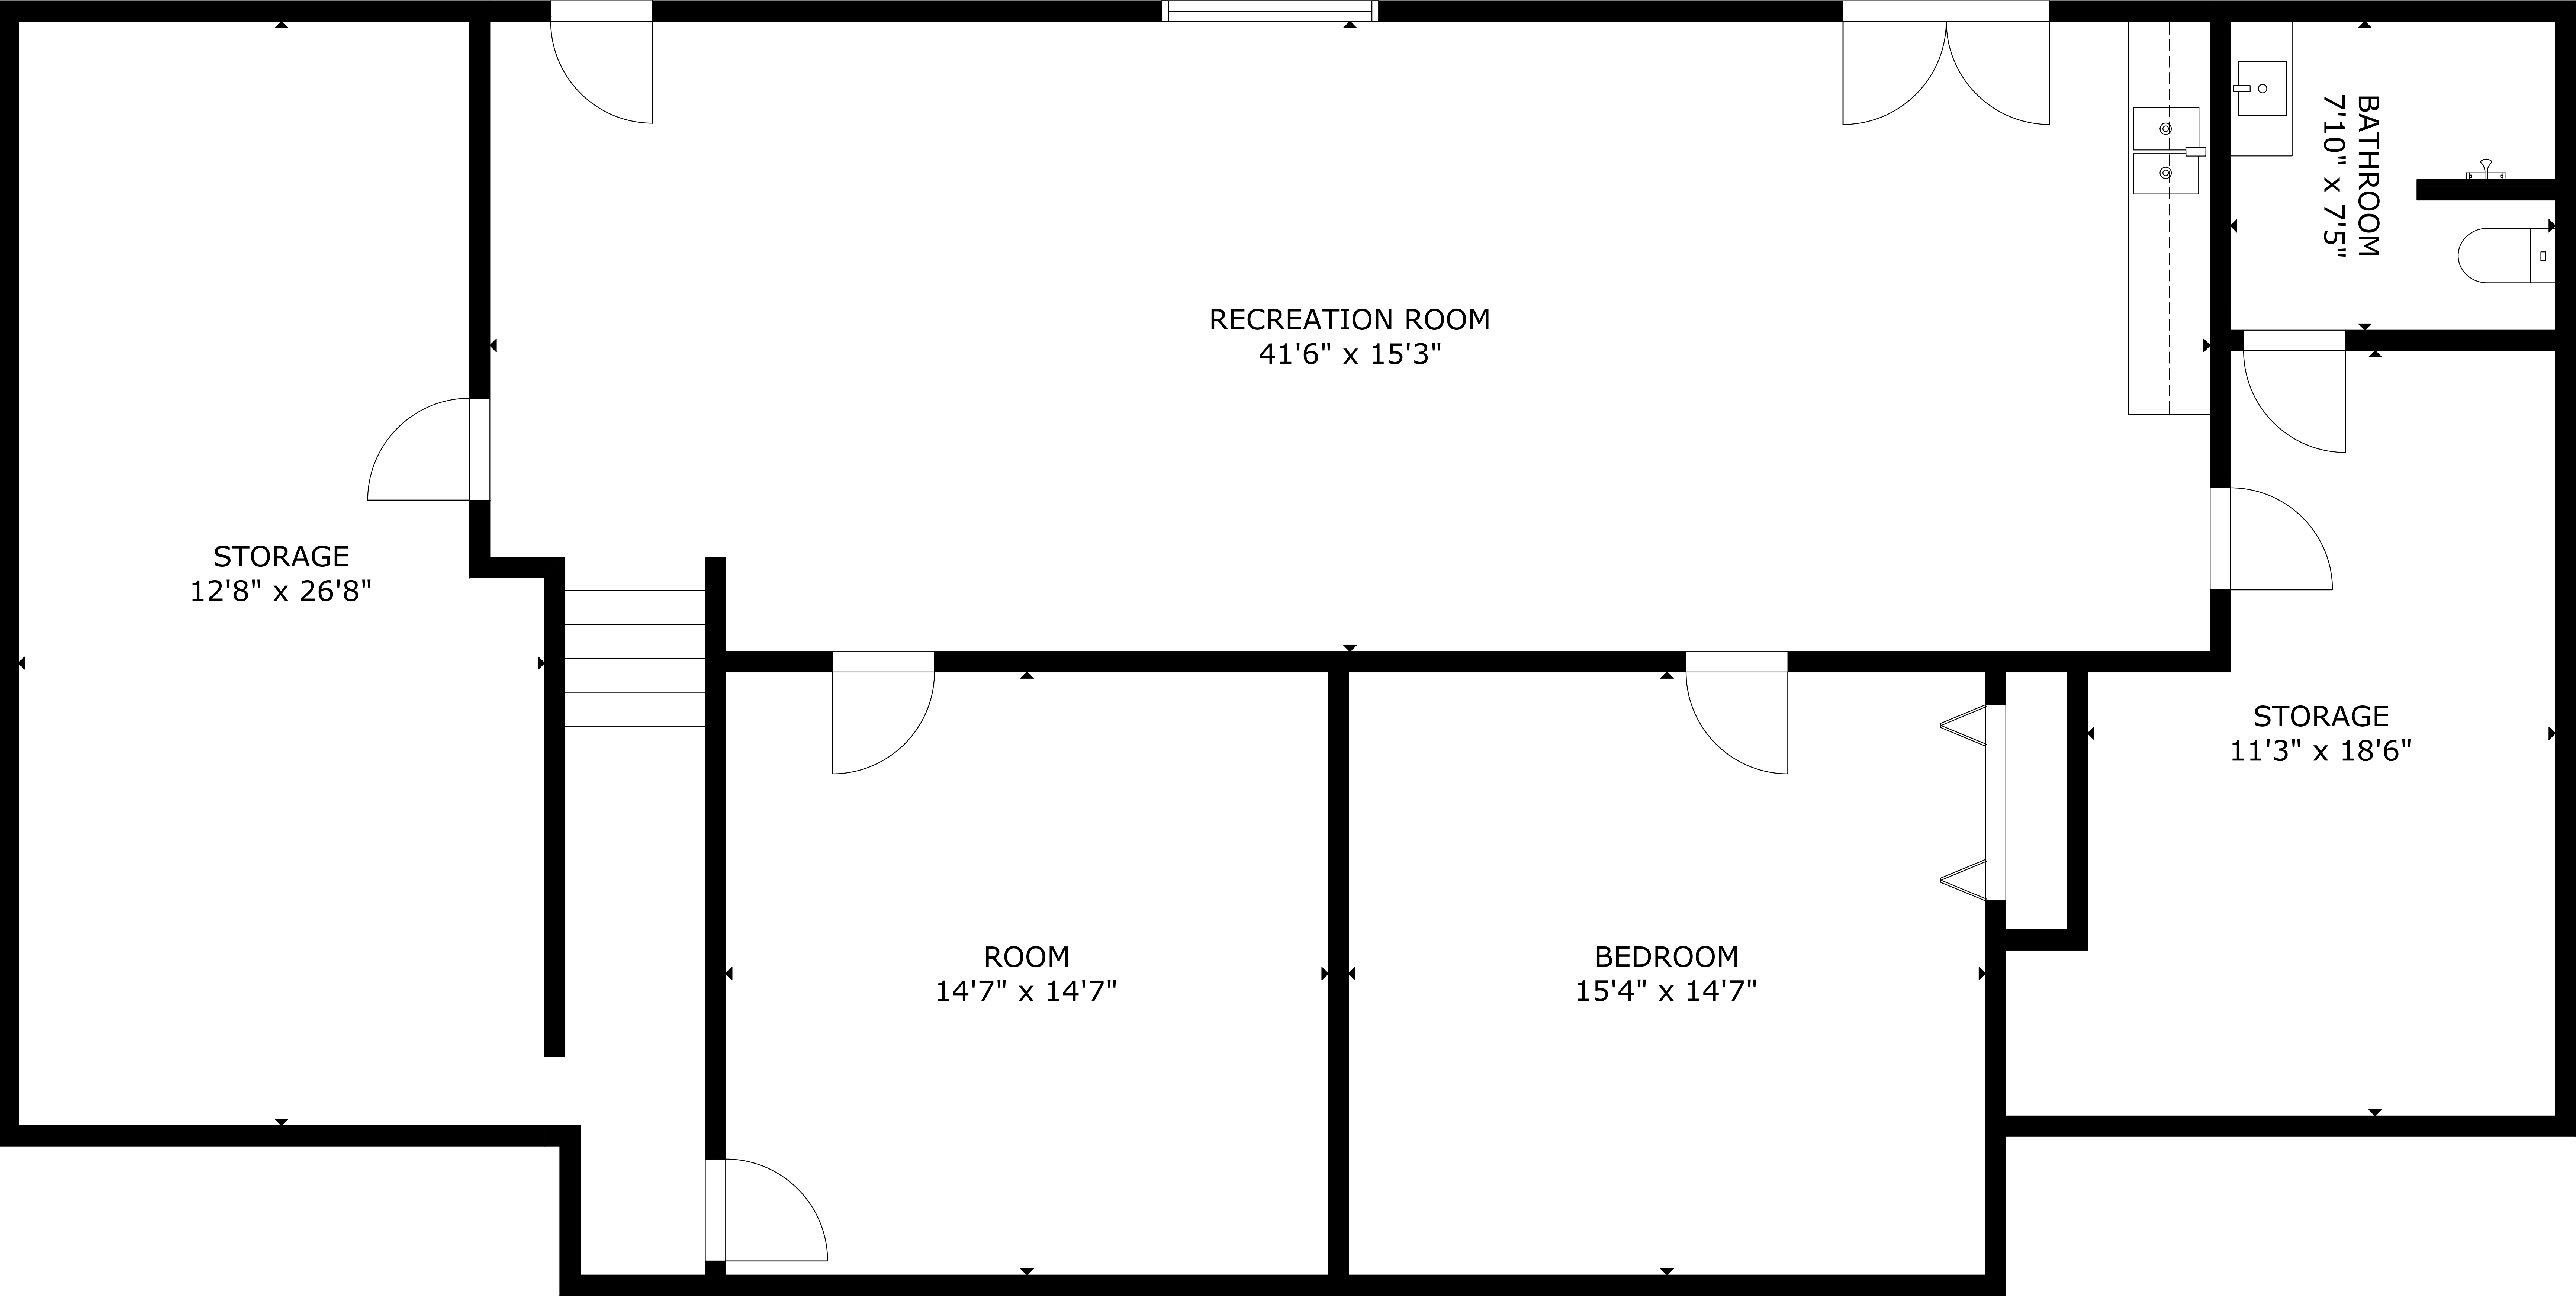 BATHROOM
7'10" x 7'5"
RECREATION ROOM
41'6" x 15'3"
STORAGE
12'8" x 26'8"
STORAGE
11'3" x 18'6"
ROOM
14'7" x 14'7"
BEDROOM
15'4" x 14'7"